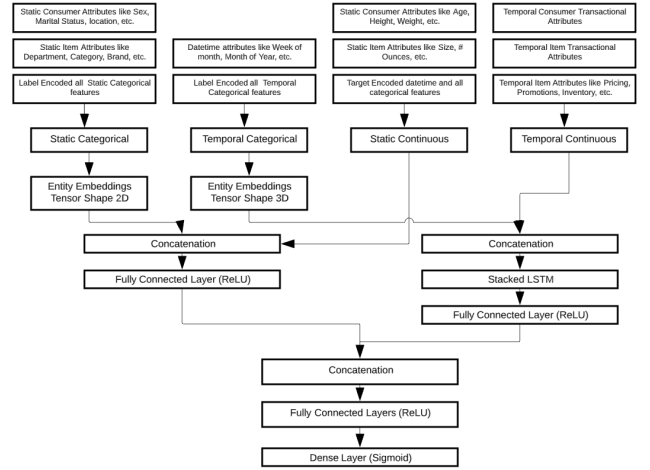 Static Consumer Attributes like Sex,
Marital Status, location, etc.
Static Consumer Attributes like Age,
Height, Weight, etc.
Temporal Consumer Transactional
Attributes
Static Item Attributes like
Department, Category, Brand, etc.
Datetime attributes like Week of
month, Month of Year, etc.
Static Item Attributes like Size, #
Ounces, etc.
Temporal Item Transactional
Attributes
Label Encoded all Static Categorical
features
Label Encoded all Temporal
Categorical features
Target Encoded datetime and all
categorical features
Temporal Item Attributes like Pricing,
Promotions, Inventory, etc.
Static Categorical
Temporal Categorical
Static Continuous
Temporal Continuous
Entity Embeddings
Tensor Shape 2D
Entity Embeddings
Tensor Shape 3D
Concatenation
Concatenation
Fully Connected Layer (ReLU)
Stacked LSTM
Fully Connected Layer (ReLU)
Concatenation
Fully Connected Layers (ReLU)
Dense Layer (Sigmoid)